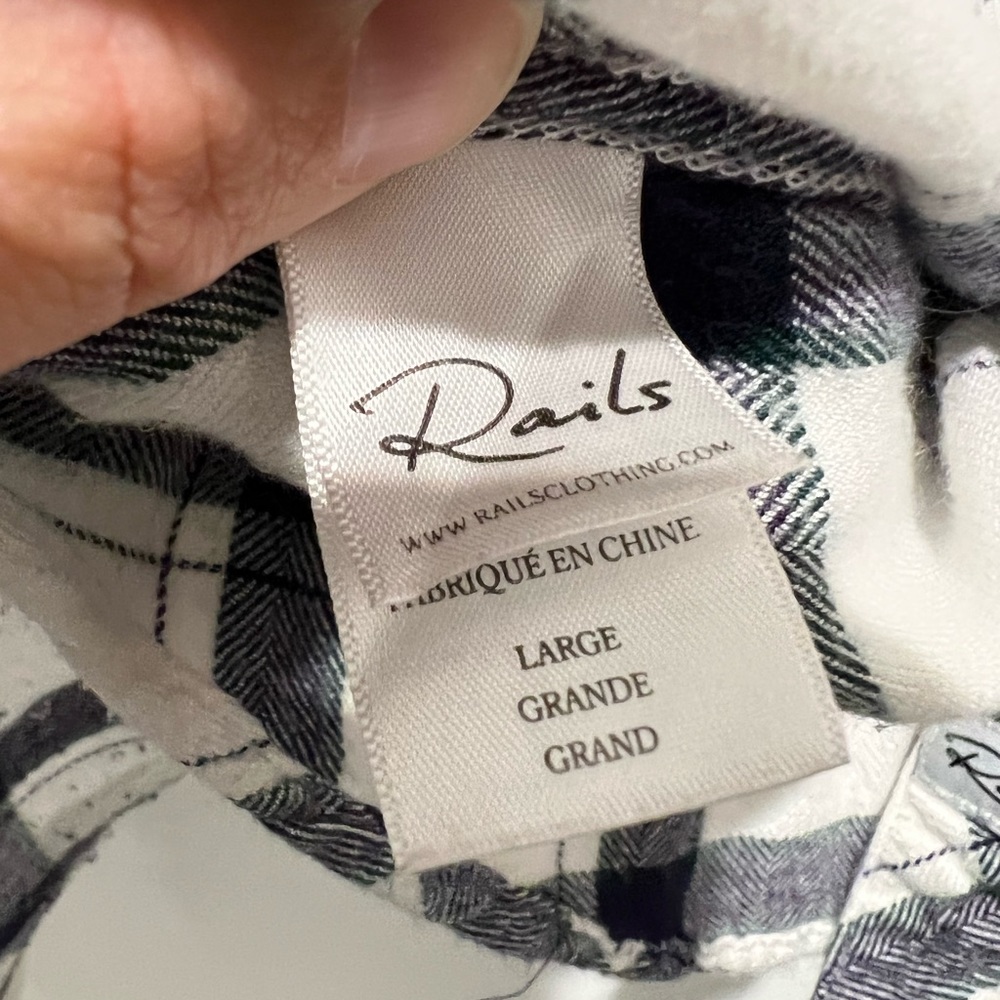 Rails
WWW RAILSCLOTHING.COM
FABRIQUÉ EN CHINE
LARGE
GRANDE
GRAND